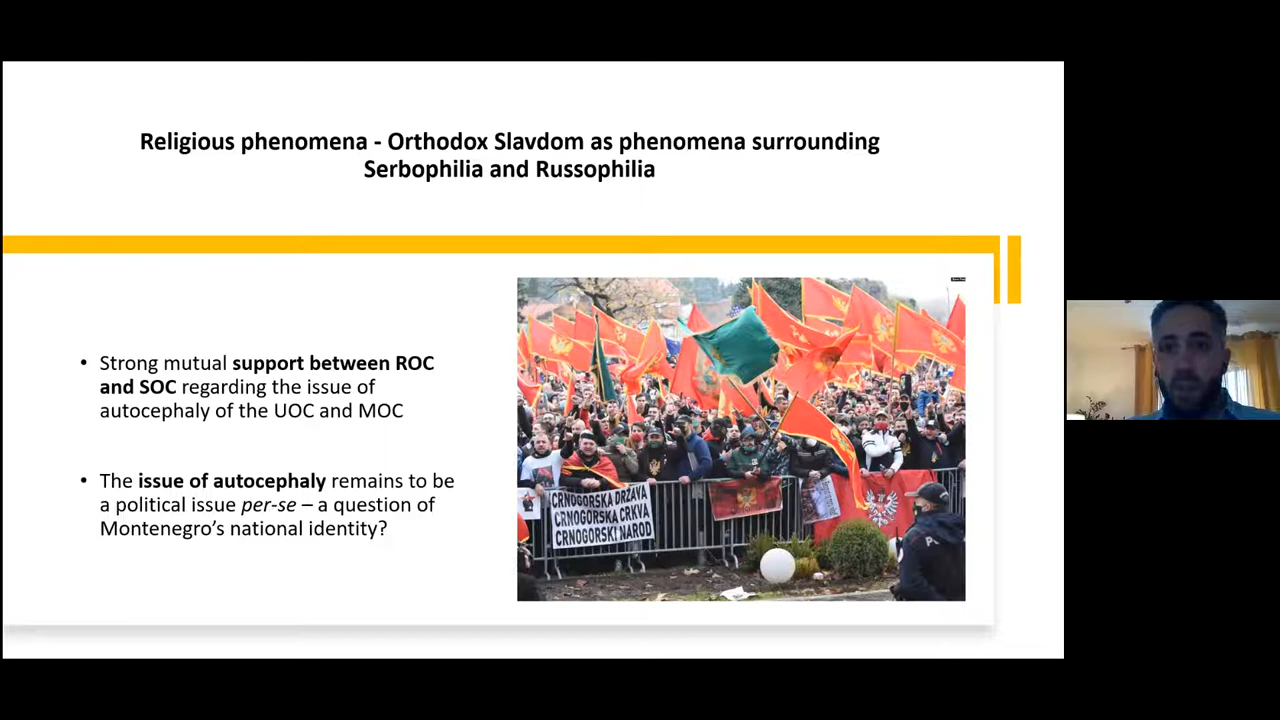 Religious phenomena - Orthodox Slavdom as phenomena surrounding
Serbophilia and Russophilia
• Strong mutual support between ROC
and SOC regarding the issue of
autocephaly of the UOC and MOC
• The issue of autocephaly remains to be
a political issue per-se – a question of
Montenegro's national identity?
CRNOGORSKA DRŽAVA
CRNOGORSKA CRKVA
CRNOGORSKI NAROD